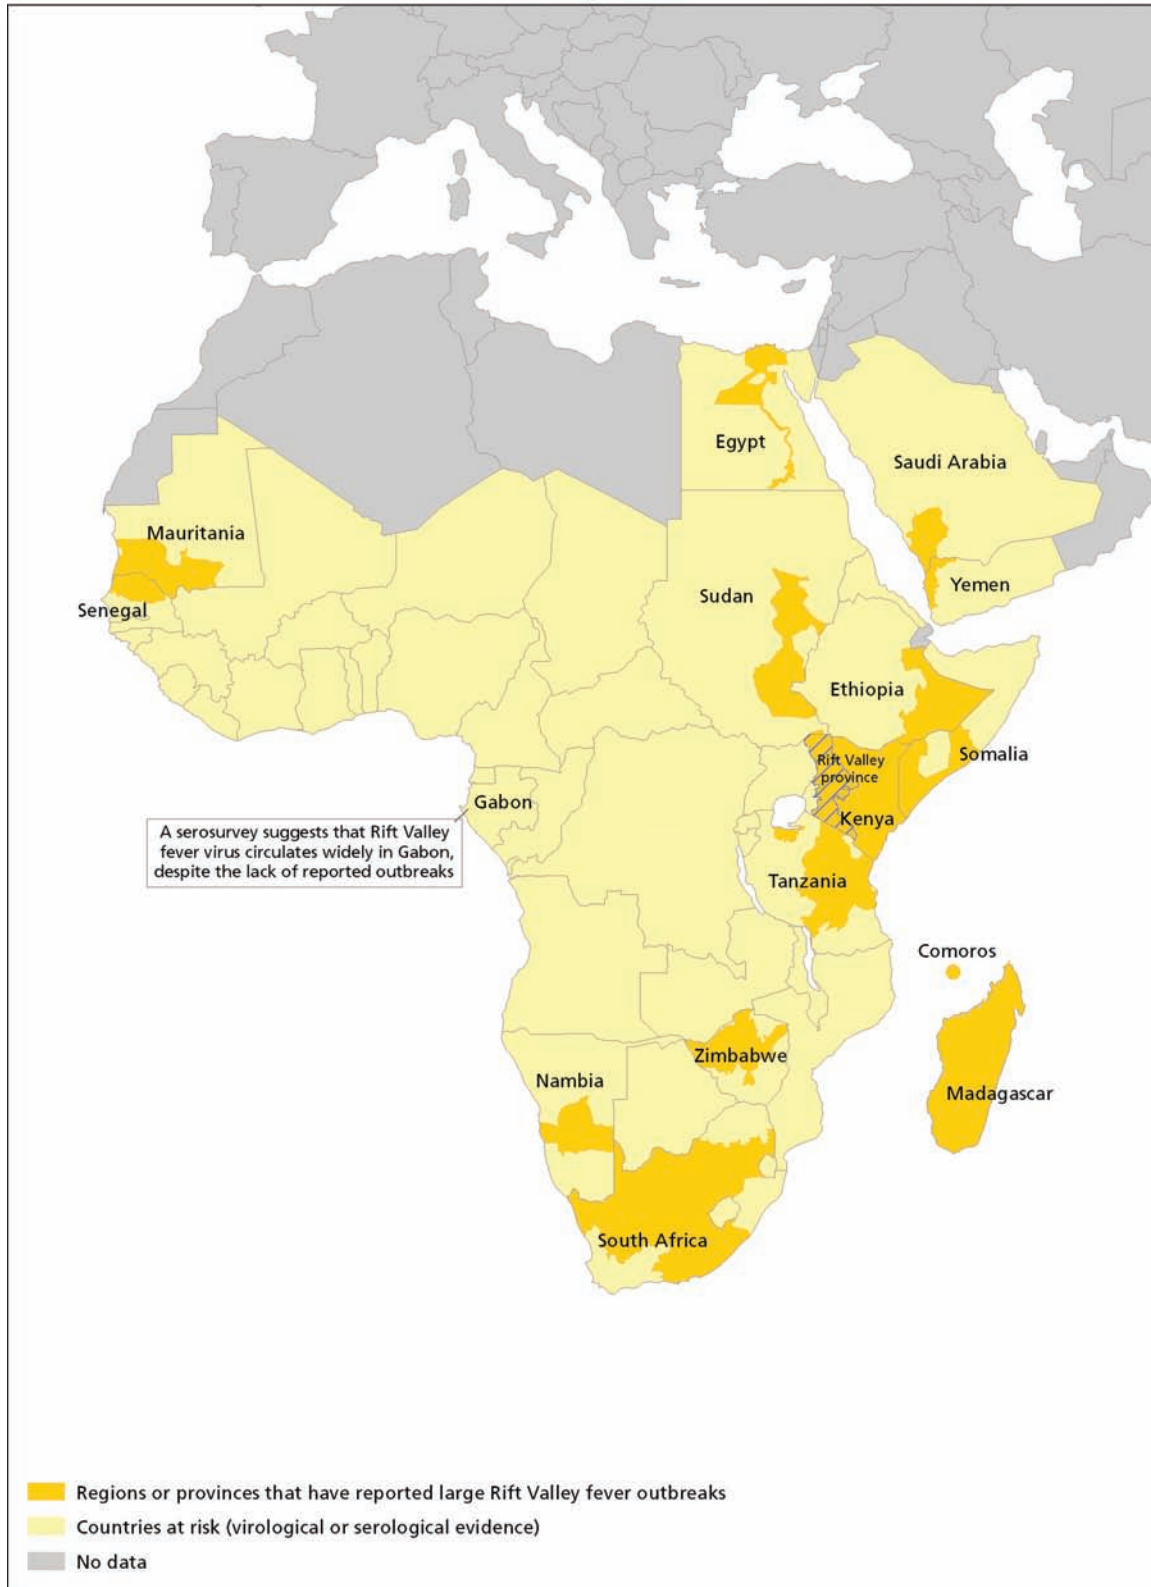 Egypt
Saudi Arabia
Mauritania
Yemen
Sudan
Senegal
Ethiopia
Somalia
Rift Valley
province
Gabon
Kenya
A serosurvey suggests that Rift Valley
fever virus circulates widely in Gabon,
despite the lack of reported outbreaks
Tanzania
Comoros
Zimbabwe
Nambia
Madagascar
South Africa
Regions or provinces that have reported large Rift Valley fever outbreaks
Countries at risk (virological or serological evidence)
No data